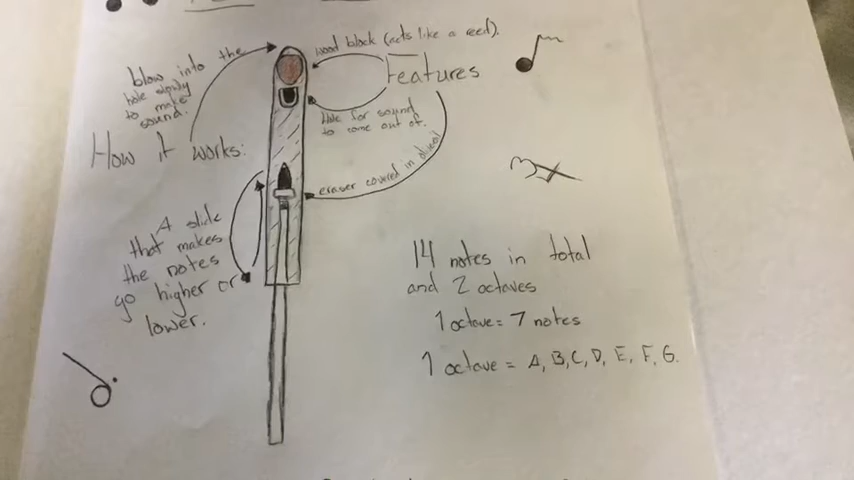 wood block (acts like a reed).
Features
blow into the
hole slowly
to make
sound.
Hole for sound
to come out of.
How it works:
eraser covered in
A slide
that makes
the notes
go higher or
lower.
14 notes in total
and 2 octaves
1 octave = 7 notes
1 octave = A, B, C, D, E, F, G.